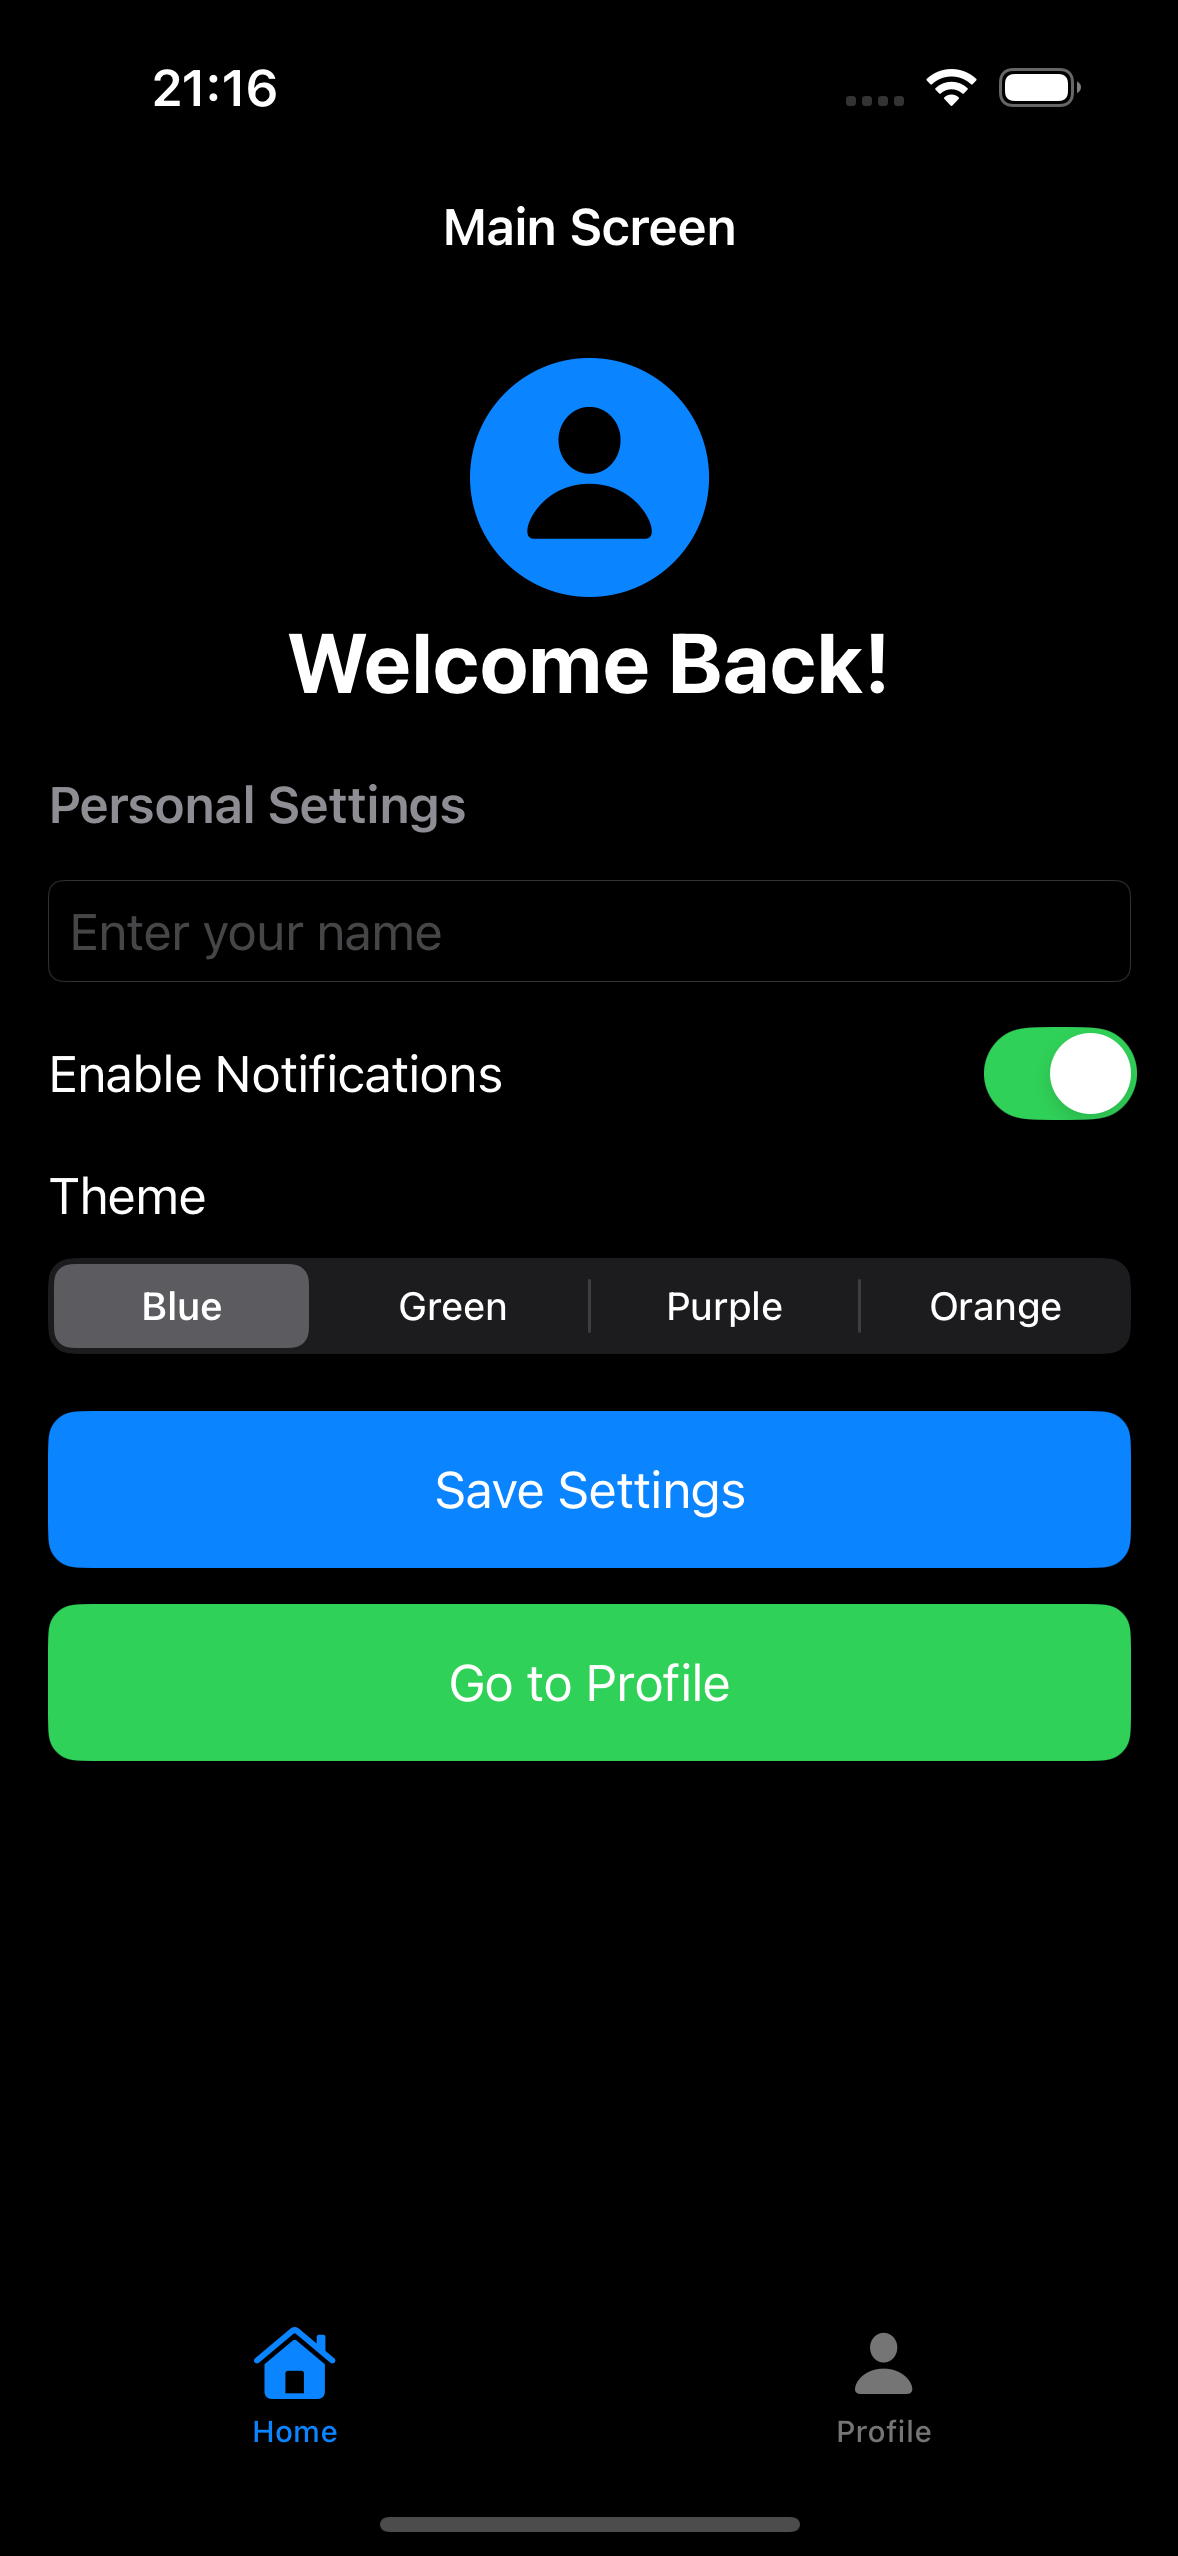 21:16
Main Screen
Welcome Back!
Personal Settings
Enter your name
Enable Notifications
Theme
Blue Green Purple Orange
Save Settings
Go to Profile
Home Profile